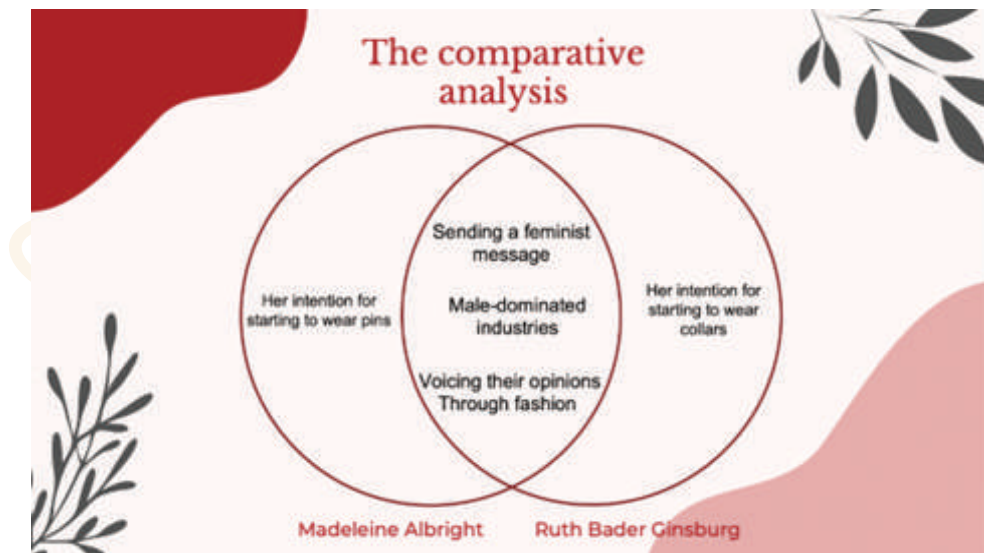 The comparative
analysis
Sending a feminist
message
Her intention for
starting to wear pins
Male-dominated
industries
Her intention for
starting to wear
collars
Voicing their opinions
Through fashion
Madeleine Albright
Ruth Bader Ginsburg